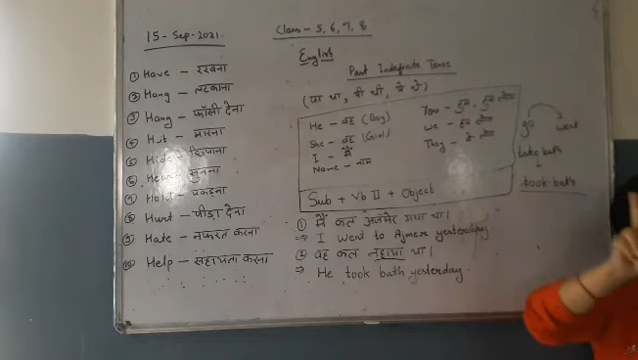 15-Sep-2021.
Class - 5, 6, 7, 8
English
Past Indefinite Tense
① Have - रखना
② Hang - लटकाना
③ Hang - फाँसी देना
④ Hit - मारना
⑤ Hide - छिपाना
⑥ Hear - सुनना
⑦ Hold - पकड़ना
⑧ Hurt - पीड़ा देना
⑨ Hate - नफरत करना
⑩ Help - सहायता करना
He - वह (Boy)
She - वह (Girl)
I - मैं
Name - नाम
You - तुम, तुम लोग
We - हम लोग
They - वे लोग
Sub + Vb II + Object
go went
take bath
took bath
① मैं कल अजमेर गया था।
⇒ I went to Ajmer yesterday
② वह कल नहाया था।
⇒ He took bath yesterday.